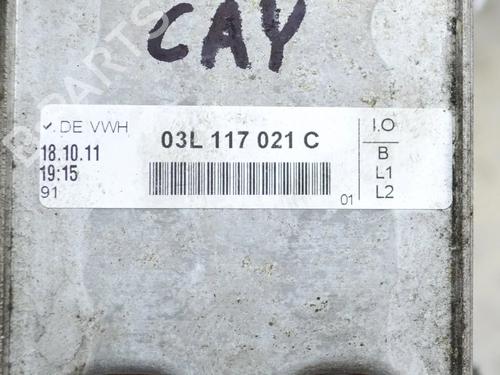 CAY
✓. DE VWH
18.10.11
19:15
91
03L 117 021 C
01
I.O
B
L1
L2